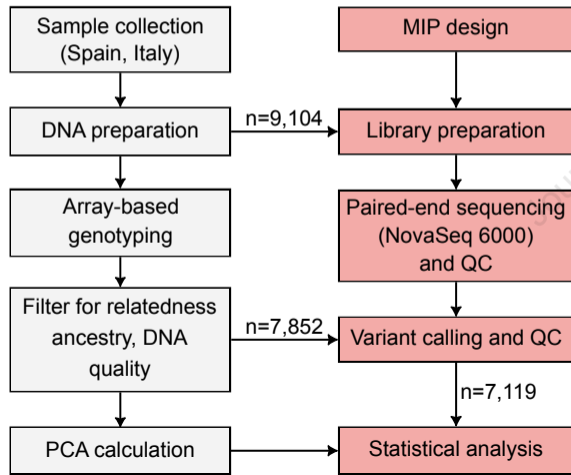 Sample collection
(Spain, Italy)
MIP design
DNA preparation
n=9,104
Library preparation
Array-based
genotyping
Paired-end sequencing
(NovaSeq 6000)
and QC
Filter for relatedness
ancestry, DNA
quality
n=7,852
Variant calling and QC
n=7,119
PCA calculation
Statistical analysis